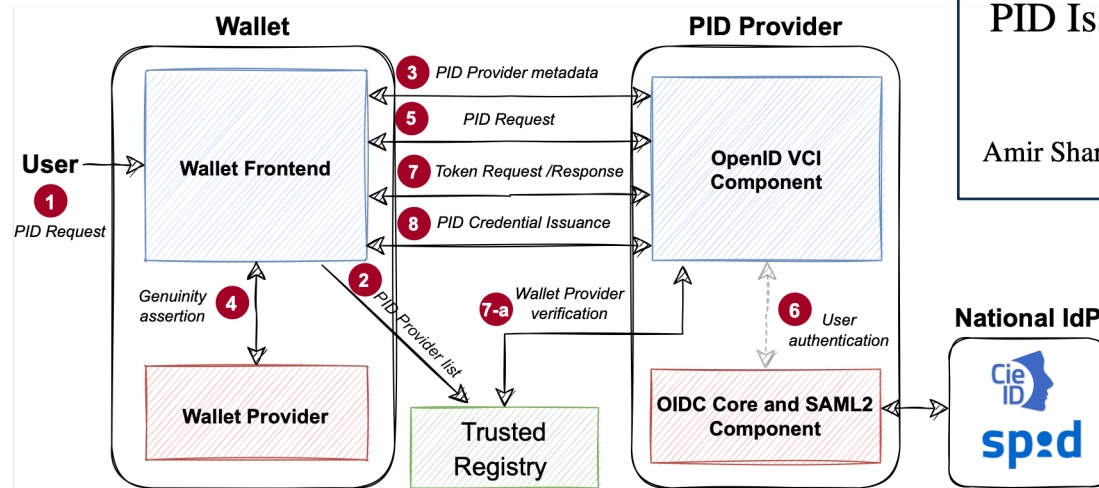 Wallet
PID Provider
PID Is
Amir Shar
User
1
PID Request
Wallet Frontend
3 PID Provider metadata
5 PID Request
7 Token Request /Response
8 PID Credential Issuance
OpenID VCI
Component
Genuinity
assertion
4
2
PID Provider list
7-a
Wallet Provider
verification
6
User
authentication
Wallet Provider
Trusted
Registry
OIDC Core and SAML2
Component
National IdP
Cie
ID
spid